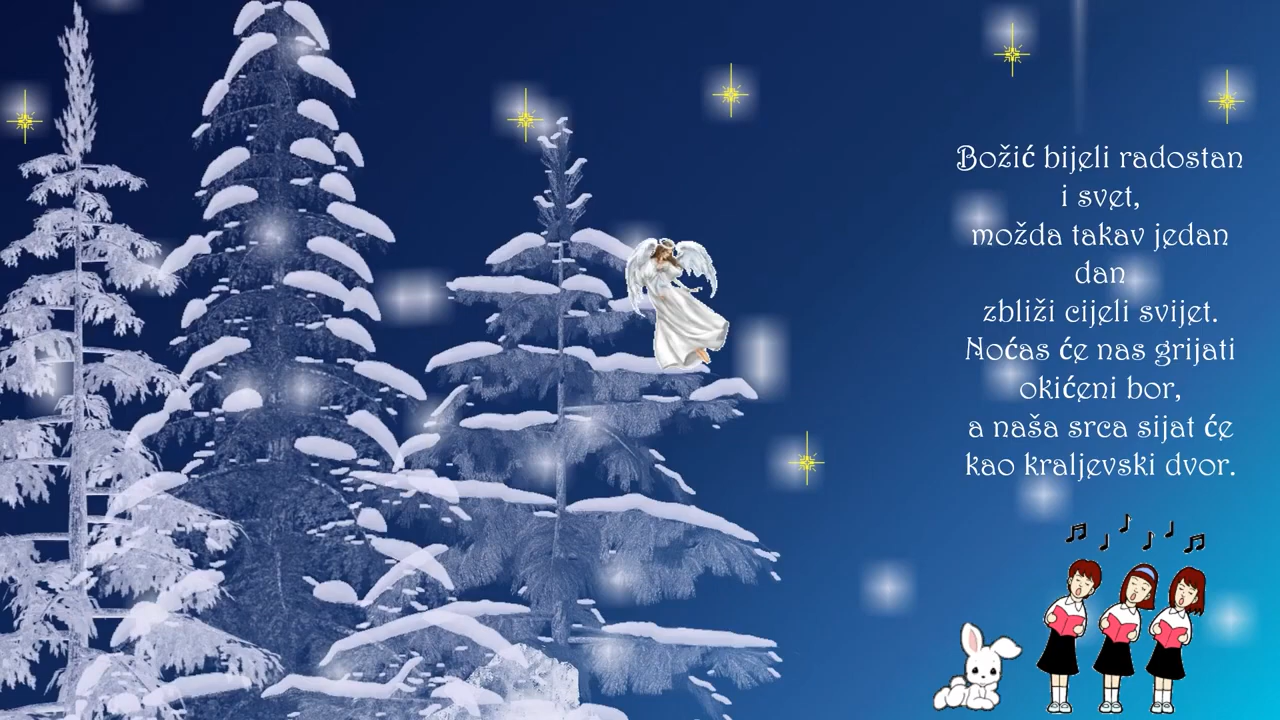 Božić bijeli radostan
i svet,
možda takav jedan
dan
zbliži cijeli svijet.
Noćas će nas grijati
okićeni bor,
a naša srca sijat će
kao kraljevski dvor.